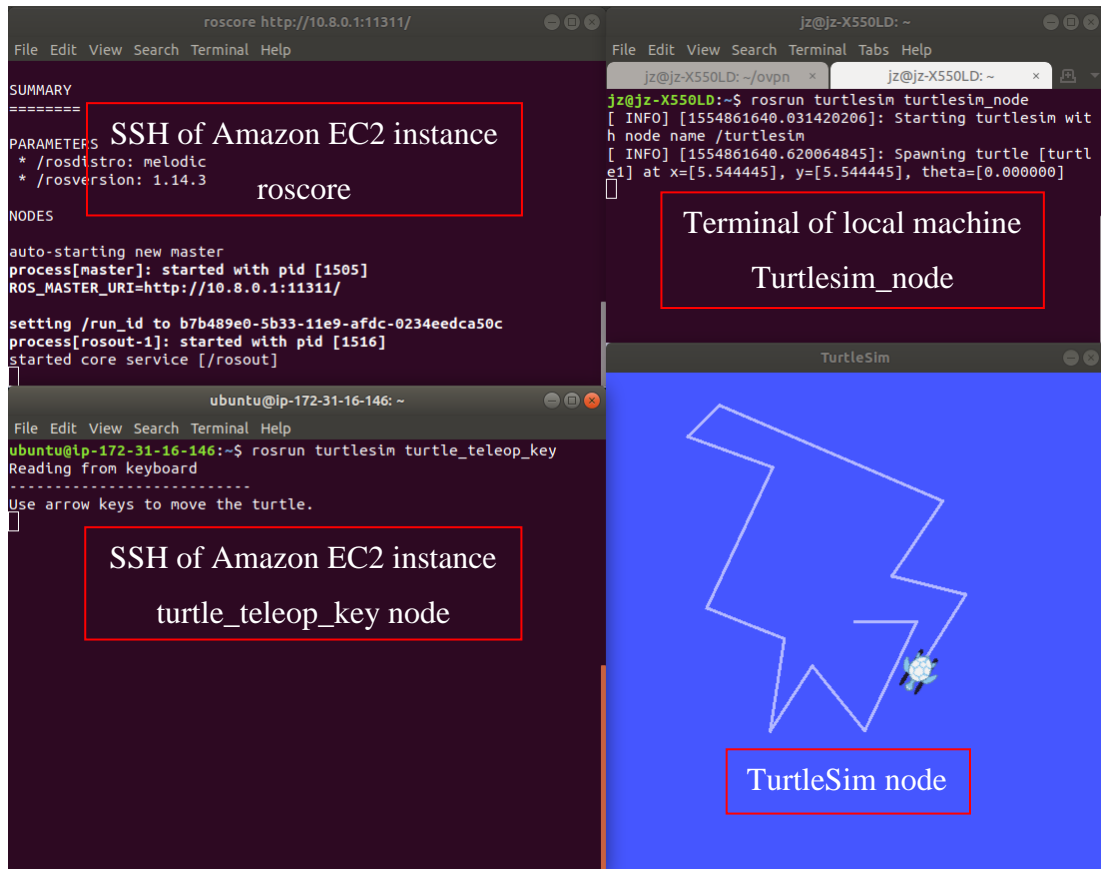 roscore http://10.8.0.1:11311/
File Edit View Search Terminal Help
SUMMARY
========
PARAMETERS
* /rosdistro: melodic
* /rosversion: 1.14.3
NODES
auto-starting new master
process[master]: started with pid [1505]
ROS_MASTER_URI=http://10.8.0.1:11311/
setting /run_id to b7b489e0-5b33-11e9-afdc-0234eedca50c
process[rosout-1]: started with pid [1516]
started core service [/rosout]
SSH of Amazon EC2 instance
roscore
jz@jz-X550LD: ~
File Edit View Search Terminal Tabs Help
jz@jz-X550LD: ~/ovpn × jz@jz-X550LD: ~ ×
jz@jz-X550LD:~$ rosrun turtlesim turtlesim_node
[ INFO] [1554861640.031420206]: Starting turtlesim wit
h node name /turtlesim
[ INFO] [1554861640.620064845]: Spawning turtle [turtl
e1] at x=[5.544445], y=[5.544445], theta=[0.000000]
Terminal of local machine
Turtlesim_node
ubuntu@ip-172-31-16-146: ~
File Edit View Search Terminal Help
ubuntu@ip-172-31-16-146:~$ rosrun turtlesim turtle_teleop_key
Reading from keyboard
---------------------------
Use arrow keys to move the turtle.
SSH of Amazon EC2 instance
turtle_teleop_key node
TurtleSim
TurtleSim node